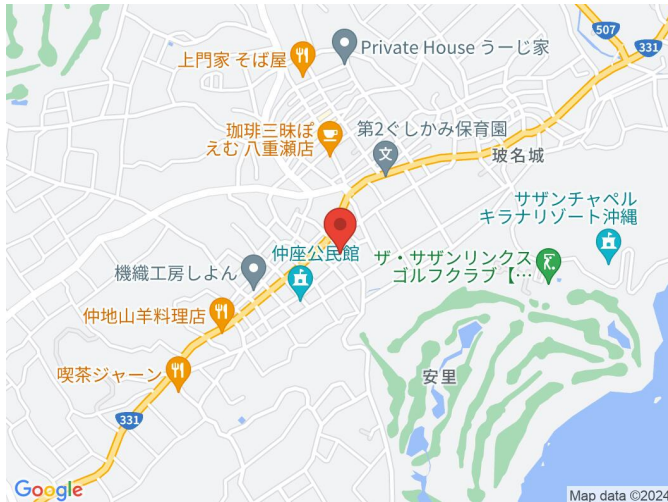 507
331
上門家 そば屋
Private House うーじ家
珈琲三昧ぽ
えむ 八重瀬店
第2ぐしかみ保育園
玻名城
サザンチャペル
キラナリゾート沖縄
仲座公民館
ザ・サザンリンクス
ゴルフクラブ【…
機織工房しよん
仲地山羊料理店
喫茶ジャーン
安里
331
Google
Map data ©2024